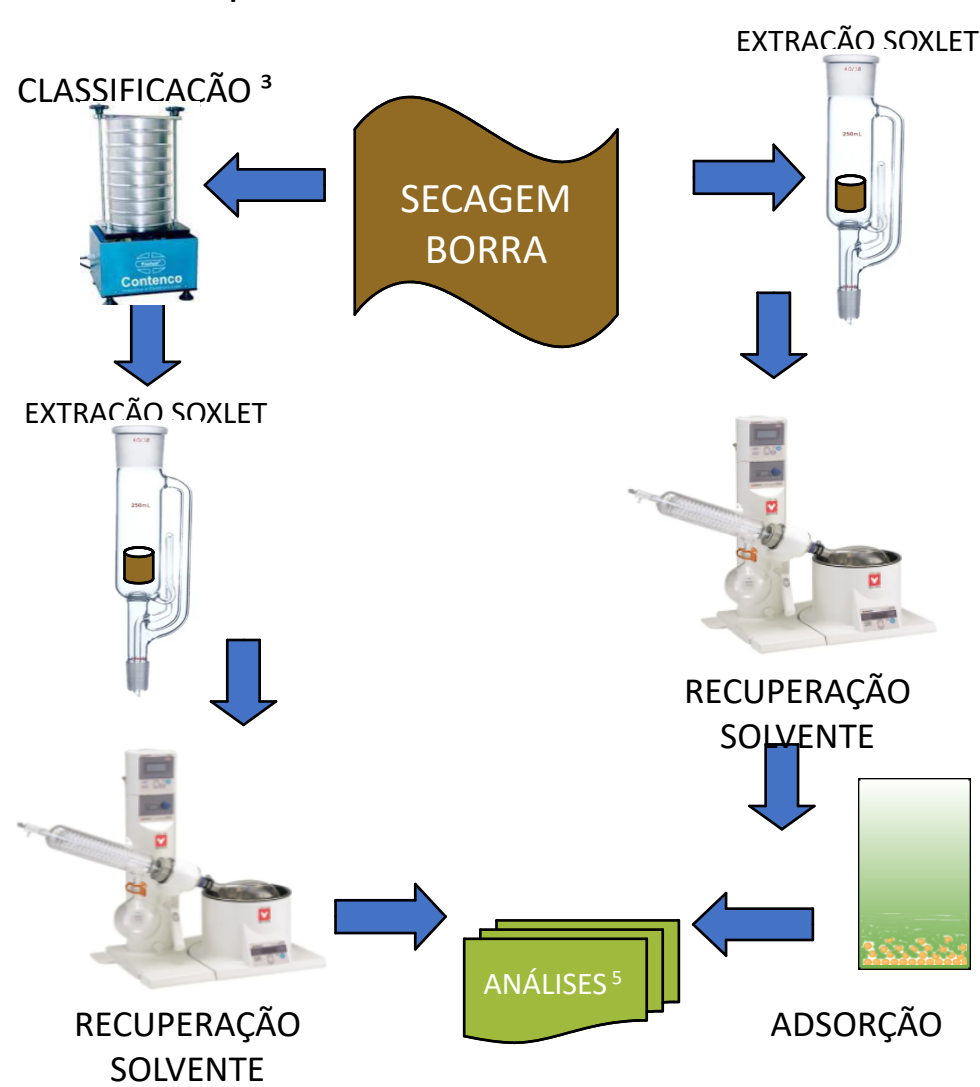 EXTRAÇÃO SOXLET
CLASSIFICAÇÃO ³
SECAGEM
BORRA
250mL
Contenco
EXTRAÇÃO SOXLET
250mL
RECUPERAÇÃO
SOLVENTE
ANÁLISES ⁵
ADSORÇÃO
RECUPERAÇÃO
SOLVENTE